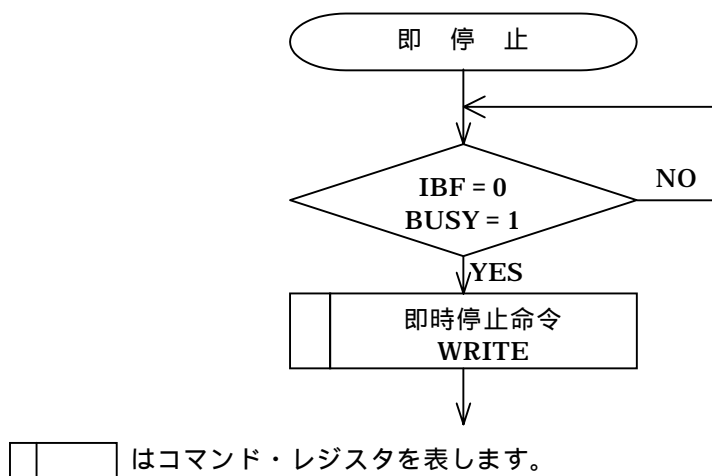 即 停 止
IBF = 0
BUSY = 1
NO
YES
即時停止命令
WRITE
はコマンド・レジスタを表します。